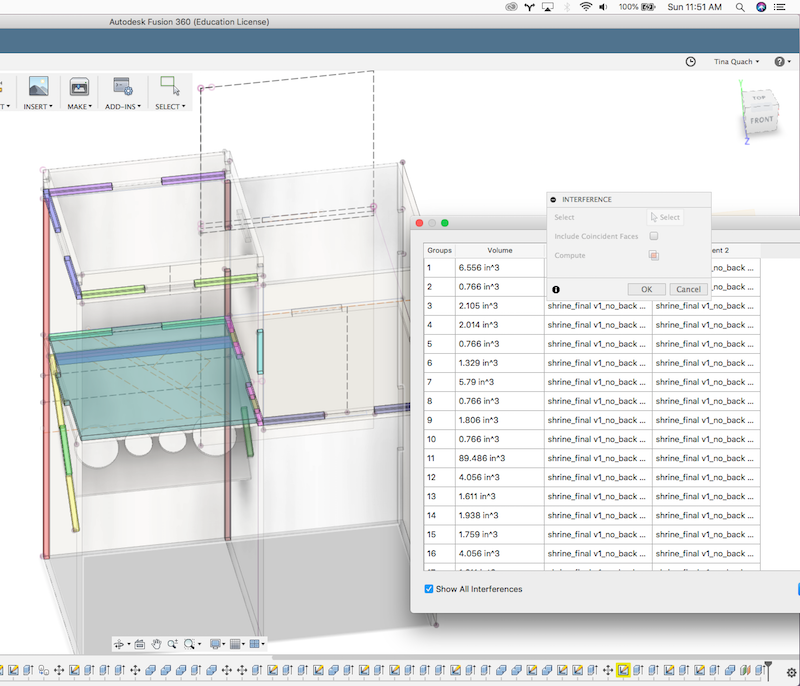 100%
Sun 11:51 AM
Autodesk Fusion 360 (Education License)
Tina Quach
INSERT
MAKE
ADD-INS
SELECT
TOP
FRONT
Y
Z
INTERFERENCE
Select
Select
Include Coincident Faces
Compute
OK
Cancel
Groups Volume ent 2
1 6.556 in^3 _no_back ...
2 0.766 in^3 _no_back ...
3 2.105 in^3 shrine_final v1_no_back ... shrine_final v1_no_back ...
4 2.014 in^3 shrine_final v1_no_back ... shrine_final v1_no_back ...
5 0.766 in^3 shrine_final v1_no_back ... shrine_final v1_no_back ...
6 1.329 in^3 shrine_final v1_no_back ... shrine_final v1_no_back ...
7 5.79 in^3 shrine_final v1_no_back ... shrine_final v1_no_back ...
8 0.766 in^3 shrine_final v1_no_back ... shrine_final v1_no_back ...
9 1.806 in^3 shrine_final v1_no_back ... shrine_final v1_no_back ...
10 0.766 in^3 shrine_final v1_no_back ... shrine_final v1_no_back ...
11 89.486 in^3 shrine_final v1_no_back ... shrine_final v1_no_back ...
12 4.056 in^3 shrine_final v1_no_back ... shrine_final v1_no_back ...
13 1.611 in^3 shrine_final v1_no_back ... shrine_final v1_no_back ...
14 1.938 in^3 shrine_final v1_no_back ... shrine_final v1_no_back ...
15 1.759 in^3 shrine_final v1_no_back ... shrine_final v1_no_back ...
16 4.056 in^3 shrine_final v1_no_back ... shrine_final v1_no_back ...
Show All Interferences